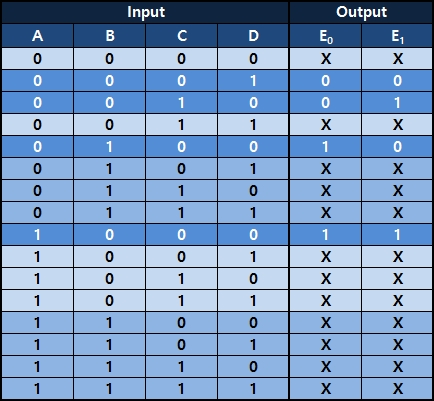 Input Output
A B C D E₀ E₁
0 0 0 0 X X
0 0 0 1 0 0
0 0 1 0 0 1
0 0 1 1 X X
0 1 0 0 1 0
0 1 0 1 X X
0 1 1 0 X X
0 1 1 1 X X
1 0 0 0 1 1
1 0 0 1 X X
1 0 1 0 X X
1 0 1 1 X X
1 1 0 0 X X
1 1 0 1 X X
1 1 1 0 X X
1 1 1 1 X X